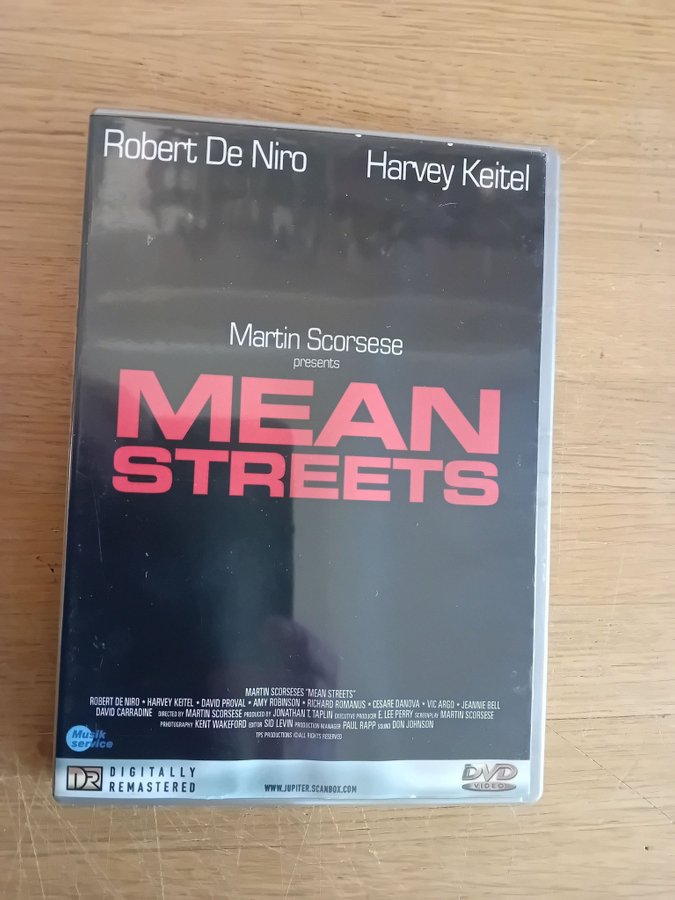 Robert De Niro Harvey Keitel
Martin Scorsese
presents
MEAN
STREETS
MARTIN SCORSESES "MEAN STREETS"
ROBERT DE NIRO • HARVEY KEITEL • DAVID PROVAL • AMY ROBINSON • RICHARD ROMANUS • CESARE DANOVA • VIC ARGO • JEANNIE BELL
DAVID CARRADINE DIRECTED BY MARTIN SCORSESE PRODUCED BY JONATHAN T. TAPLIN EXECUTIVE PRODUCER E. LEE PERRY SCREENPLAY MARTIN SCORSESE
PHHOTOGRAPHY KENT WAKEFORD EDITOR SID LEVIN PRODUCTION MANAGER PAUL RAPP SOUND DON JOHNSON
TPS PRODUCTIONS ©ALL RIGHTS RESERVED
Musik
service
DR DIGITALLY
REMASTERED
WWW.JUPITER.SCANBOX.COM
DVD
VIDEO